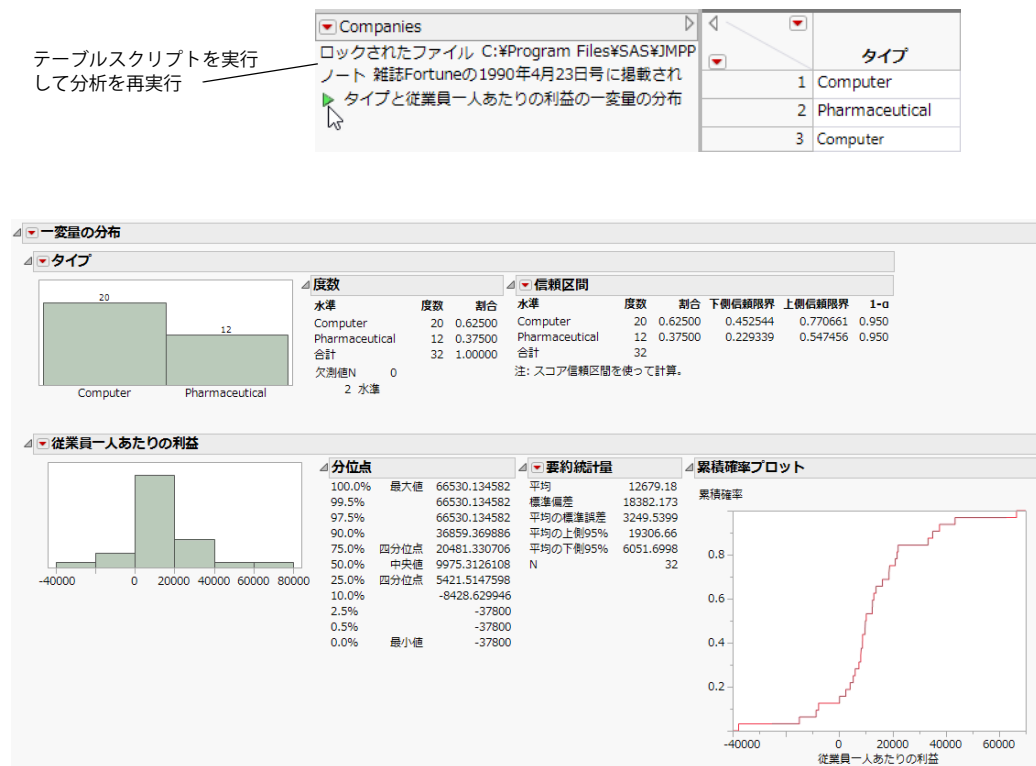 テーブルスクリプトを実行
して分析を再実行
Companies
ロックされたファイル C:¥Program Files¥SAS¥JMPP
ノート 雑誌Fortuneの1990年4月23日号に掲載され
タイプと従業員一人あたりの利益の一変量の分布
タイプ
1 Computer
2 Pharmaceutical
3 Computer
一変量の分布
タイプ
20
12
Computer Pharmaceutical
度数
水準 度数 割合
Computer 20 0.62500
Pharmaceutical 12 0.37500
合計 32 1.00000
欠測値N 0
2 水準
信頼区間
水準 度数 割合 下側信頼限界 上側信頼限界 1-α
Computer 20 0.62500 0.452544 0.770661 0.950
Pharmaceutical 12 0.37500 0.229339 0.547456 0.950
合計 32
注: スコア信頼区間を使って計算。
従業員一人あたりの利益
-40000 0 20000 40000 60000 80000
分位点
100.0% 最大値 66530.134582
99.5% 66530.134582
97.5% 66530.134582
90.0% 36859.369886
75.0% 四分位点 20481.330706
50.0% 中央値 9975.3126108
25.0% 四分位点 5421.5147598
10.0% -8428.629946
2.5% -37800
0.5% -37800
0.0% 最小値 -37800
要約統計量
平均 12679.18
標準偏差 18382.173
平均の標準誤差 3249.5399
平均の上側95% 19306.66
平均の下側95% 6051.6998
N 32
累積確率プロット
累積確率
0.8
0.6
0.4
0.2
-40000 0 20000 40000 60000
従業員一人あたりの利益